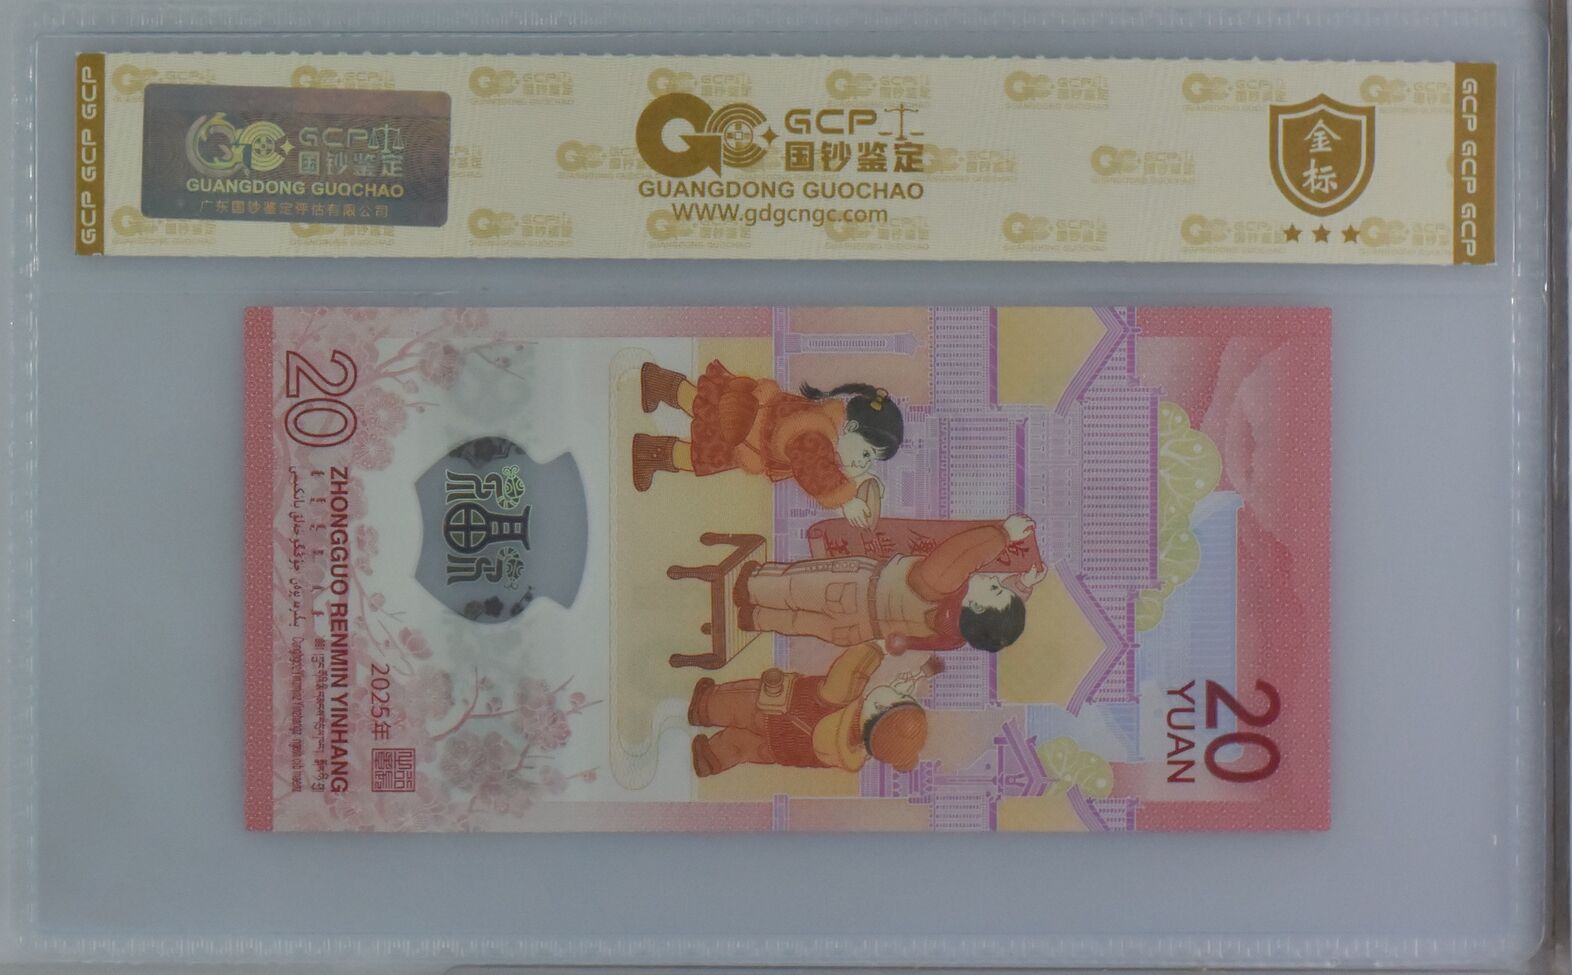 GCP GCP GCP
GCP 国钞鉴定
GUANGDONG GUOCHAO
广东国钞鉴定评估有限公司
GCP
国钞鉴定
GUANGDONG GUOCHAO
WWW.gdgcngc.com
金标
GCP GCP GCP
20
ZHONGGUO RENMIN YINHANG
2025年
20
YUAN